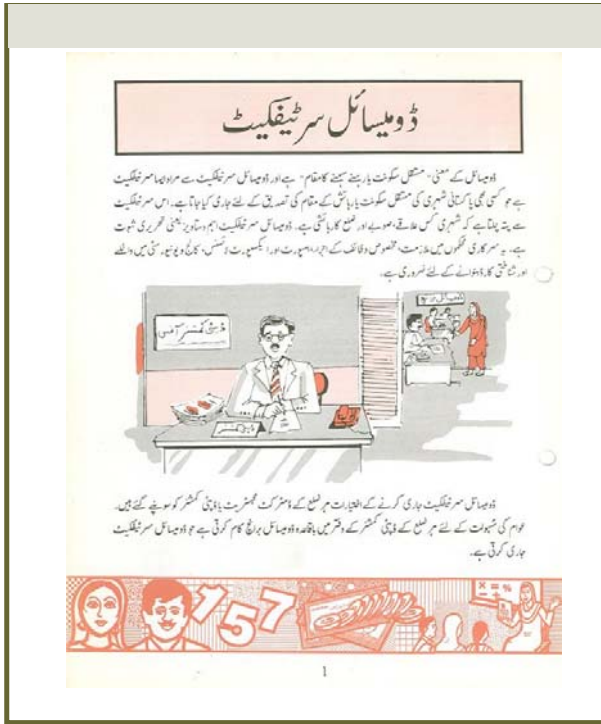 ڈومیسائل سرٹیفکیٹ
ڈومیسائل کے معنی - مستقل سکونت یا رہنے سہنے کا مقام - ہے اور ڈومیسائل سرٹیفکیٹ سے مراد ایسا سرٹیفکیٹ
ہے جو کسی بھی پاکستانی شہری کی مستقل سکونت یا رہائش کے مقام کی تصدیق کے لئے جاری کیا جاتا ہے۔ اس سرٹیفکیٹ
سے پتہ چلتا ہے کہ شہری کس علاقے، صوبے اور ضلع کا رہائشی ہے۔ ڈومیسائل سرٹیفکیٹ اہم دستاویز یعنی تحریری ثبوت
ہے۔ یہ سرکاری محکموں میں ملازمت، مخصوص وظائف کے اجراء، امپورٹ اور ایکسپورٹ لائسنس، کالج و یونیورسٹی میں داخلے
اور شناختی کارڈ بنوانے کے لئے ضروری ہے۔
ڈپٹی کمشنر آفس
ڈپٹی کمشنر
ڈومیسائل سرٹیفکیٹ جاری کرنے کے اختیارات ہر ضلع کے ڈسٹرکٹ مجسٹریٹ یا ڈپٹی کمشنر کو سونپے گئے ہیں۔
عوام کی سہولت کے لئے ہر ضلع کے ڈپٹی کمشنر کے دفتر میں باقاعدہ ڈومیسائل برانچ کام کرتی ہے جو ڈومیسائل سرٹیفکیٹ
جاری کرتی ہے۔
157
× = %
1